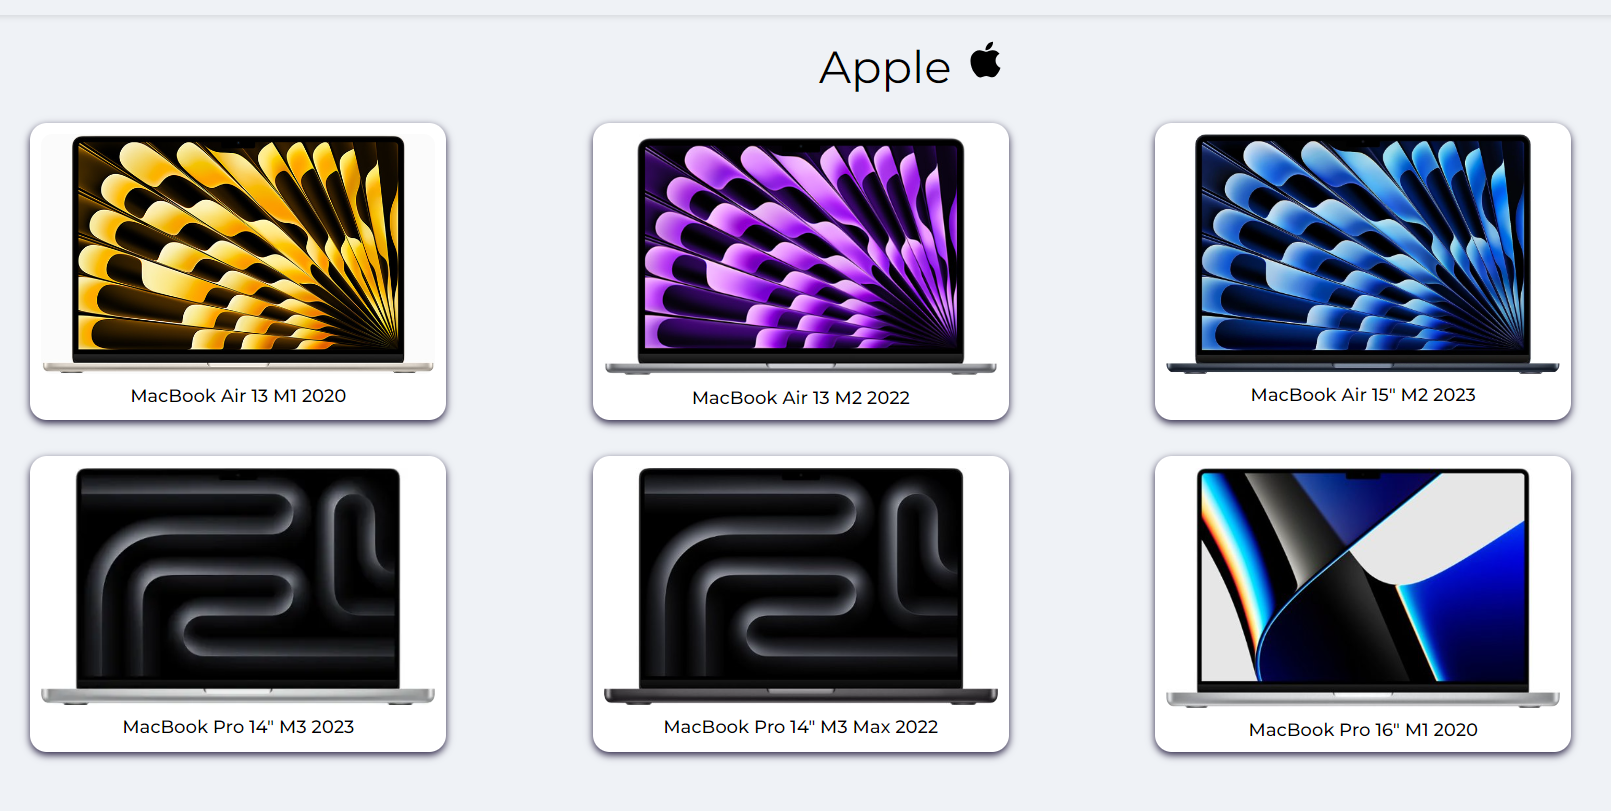 Apple
MacBook Air 13 M1 2020
MacBook Air 13 M2 2022
MacBook Air 15" M2 2023
MacBook Pro 14" M3 2023
MacBook Pro 14" M3 Max 2022
MacBook Pro 16" M1 2020